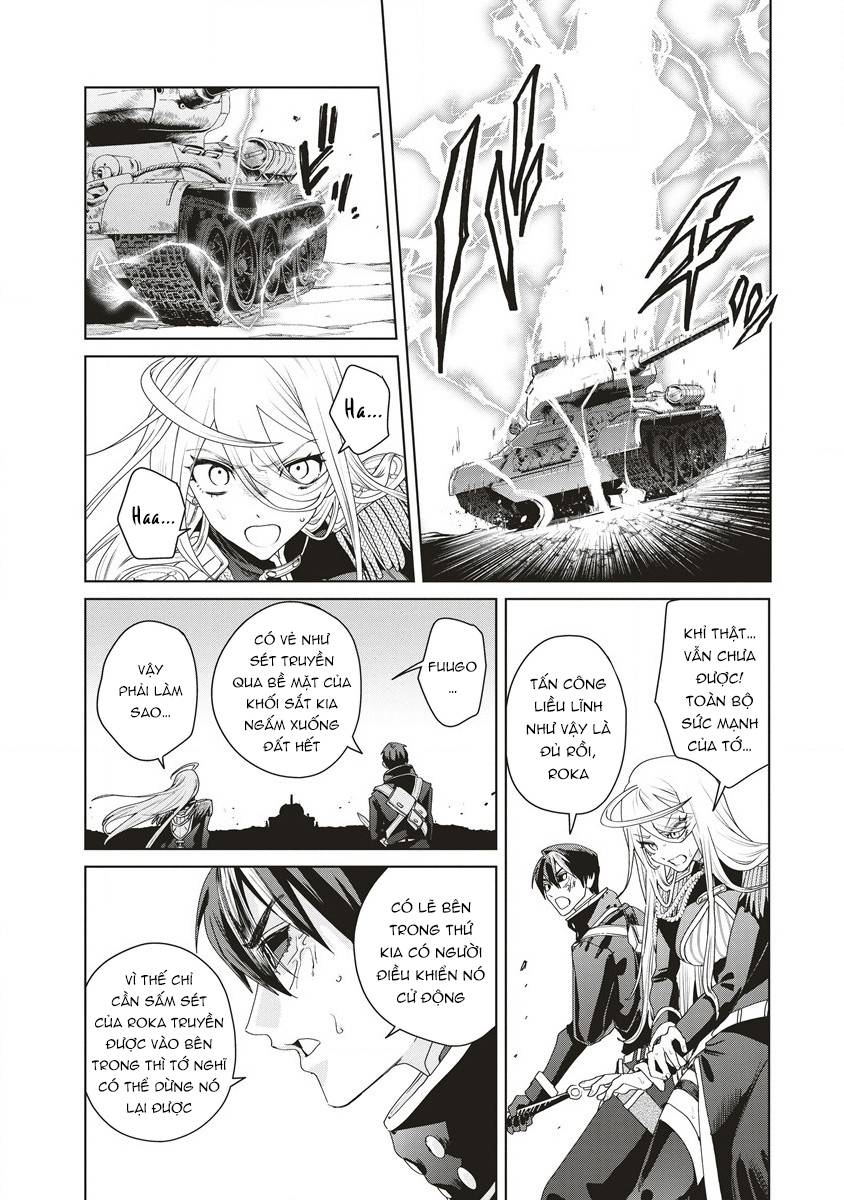 Ha...
Haa...
KHỈ THẬT...
VẪN CHƯA
ĐƯỢC!
TOÀN BỘ
SỨC MẠNH
CỦA TỚ...
TẤN CÔNG
LIỀU LĨNH
NHƯ VẬY LÀ
ĐỦ RỒI,
ROKA
FUUGO
...
CÓ VẺ NHƯ
SÉT TRUYỀN
QUA BỀ MẶT CỦA
KHỐI SẮT KIA
NGẤM XUỐNG
ĐẤT HẾT
VẬY
PHẢI LÀM
SAO...
CÓ LẼ BÊN
TRONG THỨ
KIA CÓ NGƯỜI
ĐIỀU KHIỂN NÓ
CỬ ĐỘNG
VÌ THẾ CHỈ
CẦN SẤM SÉT
CỦA ROKA TRUYỀN
ĐƯỢC VÀO BÊN
TRONG THÌ TỚ NGHĨ
CÓ THỂ DỪNG NÓ
LẠI ĐƯỢC